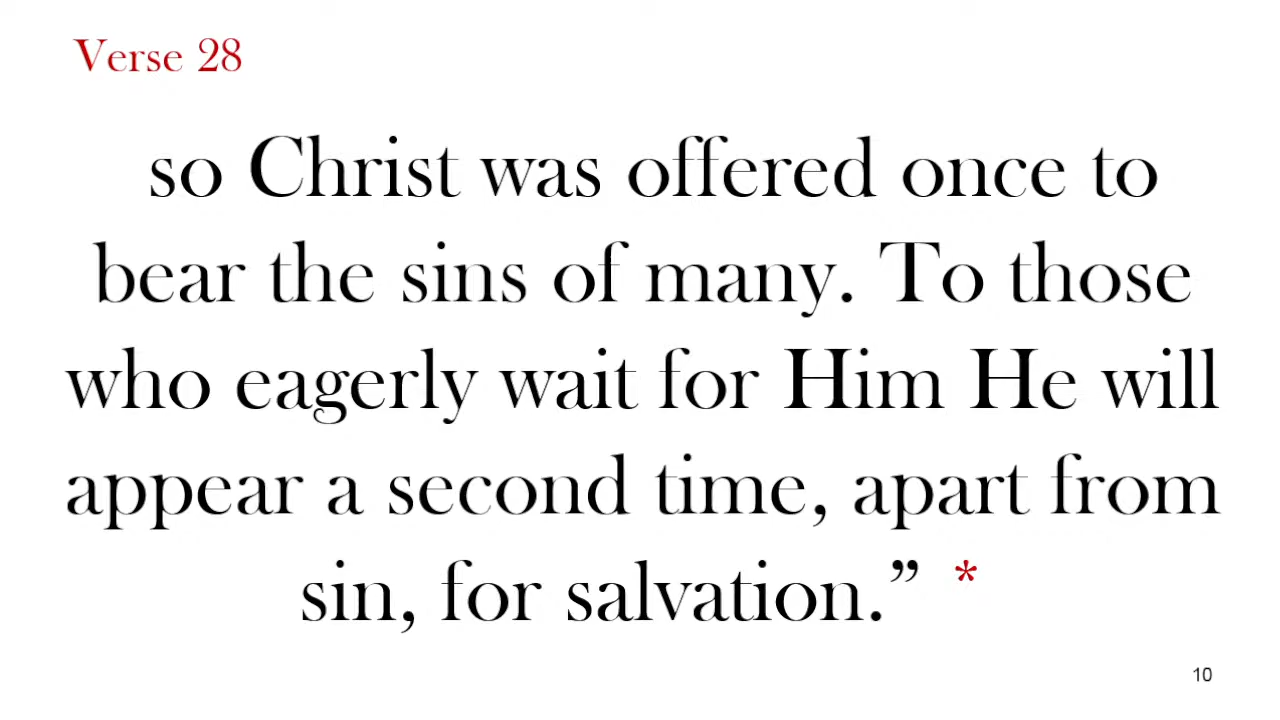 Verse 28
so Christ was offered once to
bear the sins of many. To those
who eagerly wait for Him He will
appear a second time, apart from
sin, for salvation.” *
10